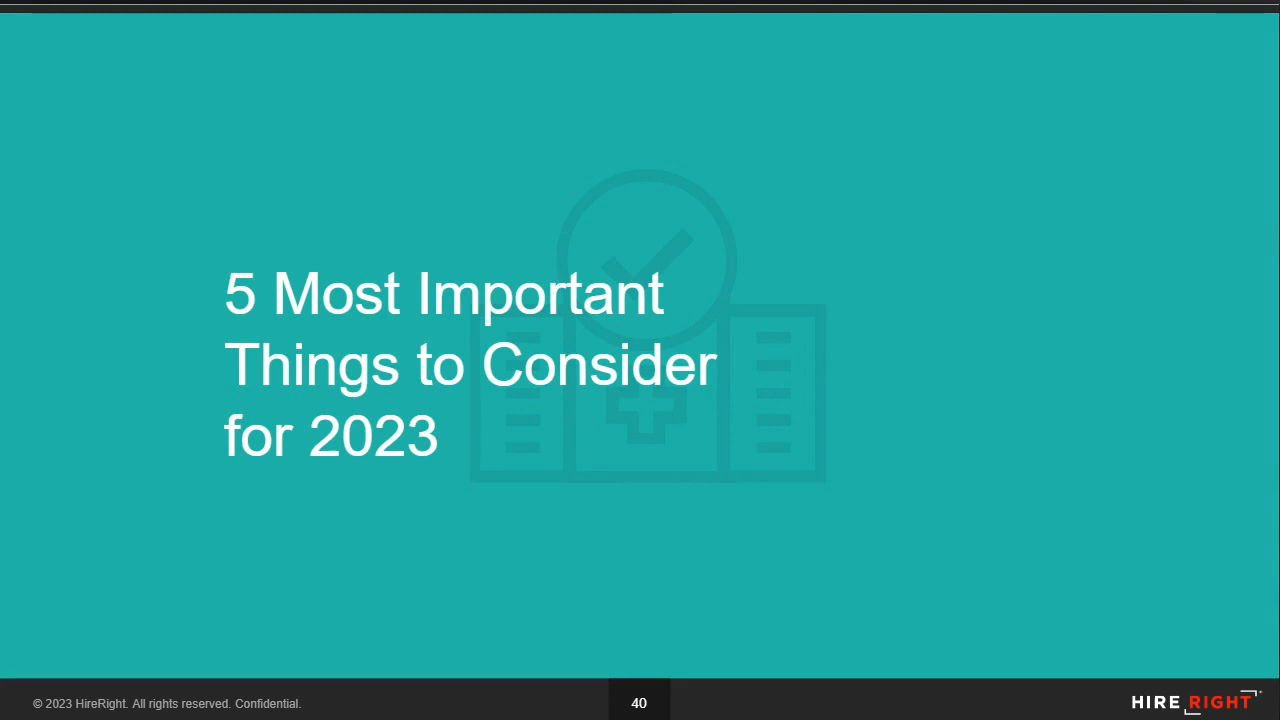 5 Most Important
Things to Consider
for 2023
© 2023 HireRight. All rights reserved. Confidential.
40
HIRE RIGHT